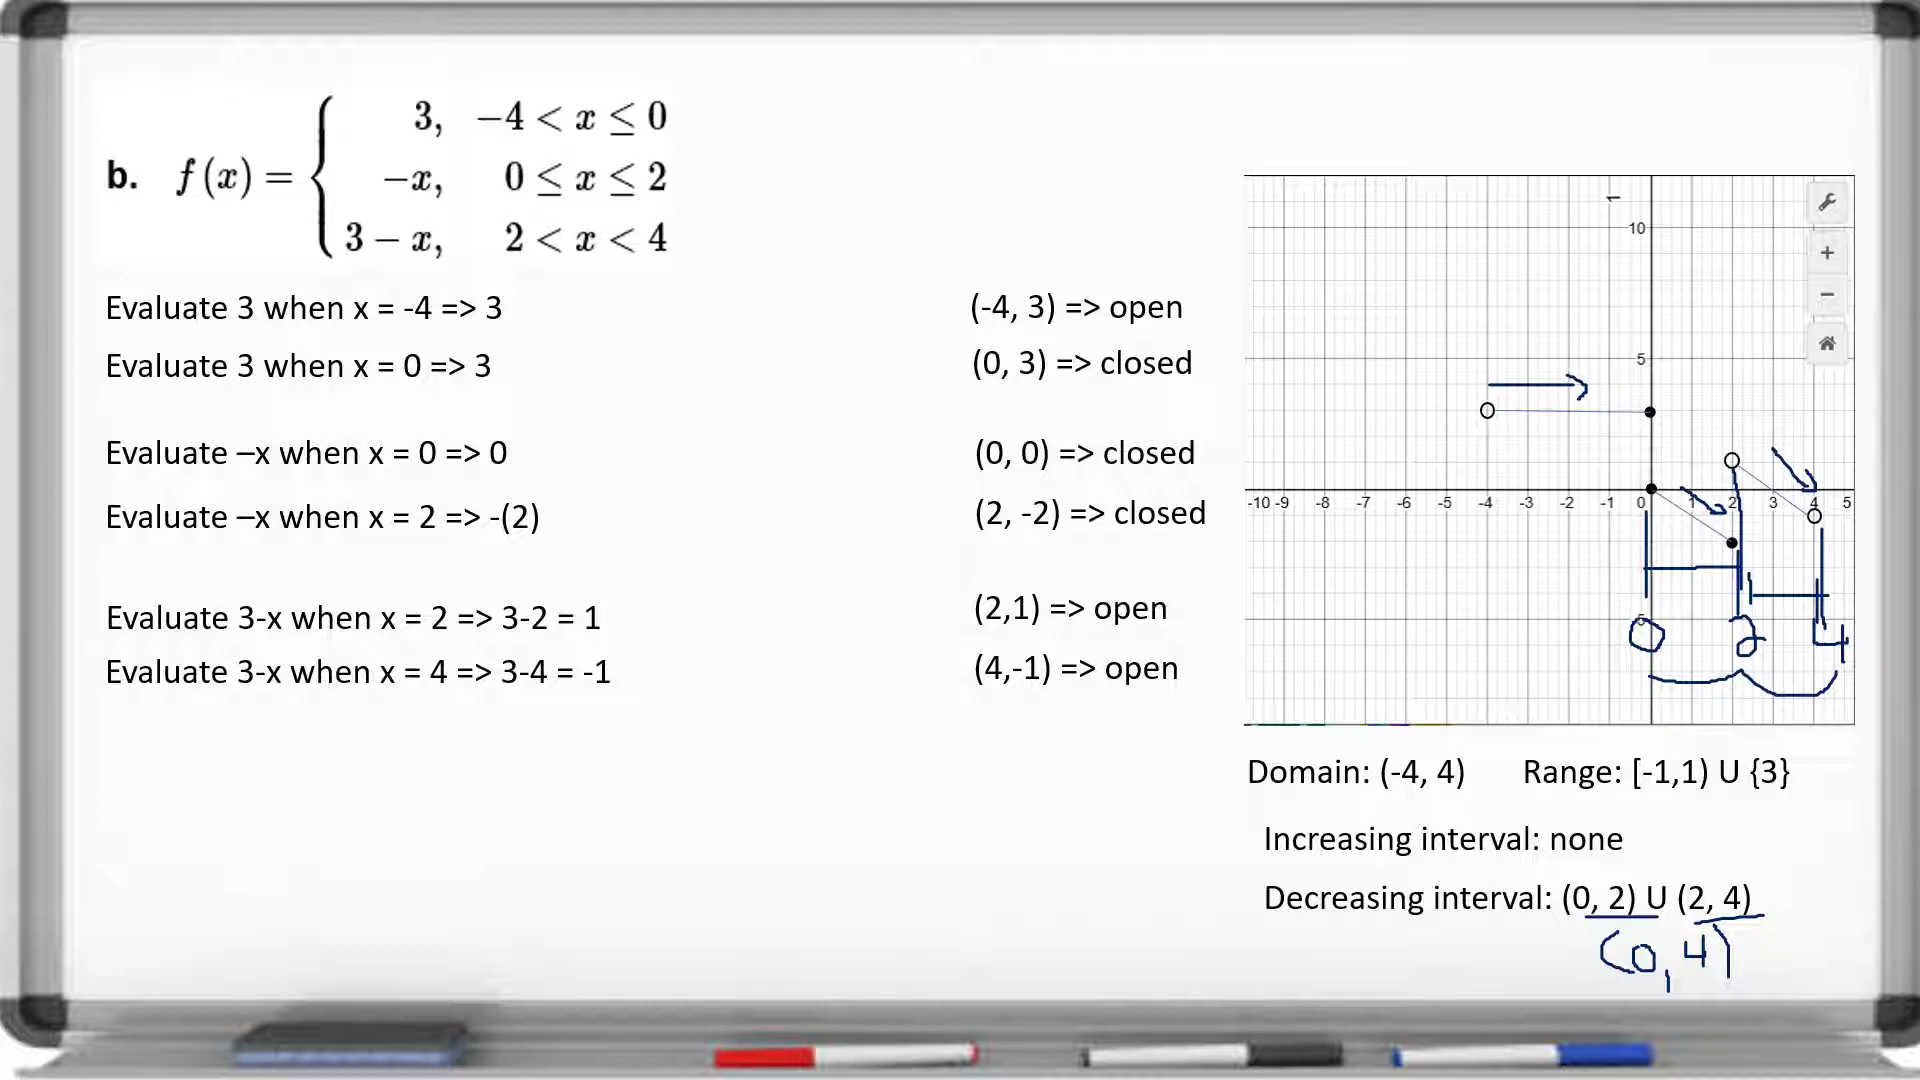 b. f(x) = { 3, −4 < x ≤ 0
−x, 0 ≤ x ≤ 2
3 − x, 2 < x < 4
Evaluate 3 when x = -4 => 3
(-4, 3) => open
Evaluate 3 when x = 0 => 3
(0, 3) => closed
Evaluate –x when x = 0 => 0
(0, 0) => closed
Evaluate –x when x = 2 => -(2)
(2, -2) => closed
Evaluate 3-x when x = 2 => 3-2 = 1
(2,1) => open
Evaluate 3-x when x = 4 => 3-4 = -1
(4,-1) => open
10
5
-10 -9 -8 -7 -6 -5 -4 -3 -2 -1 0 1 2 3 4 5
0 2 4
Domain: (-4, 4) Range: [-1,1) U {3}
Increasing interval: none
Decreasing interval: (0, 2) U (2, 4)
(0, 4)